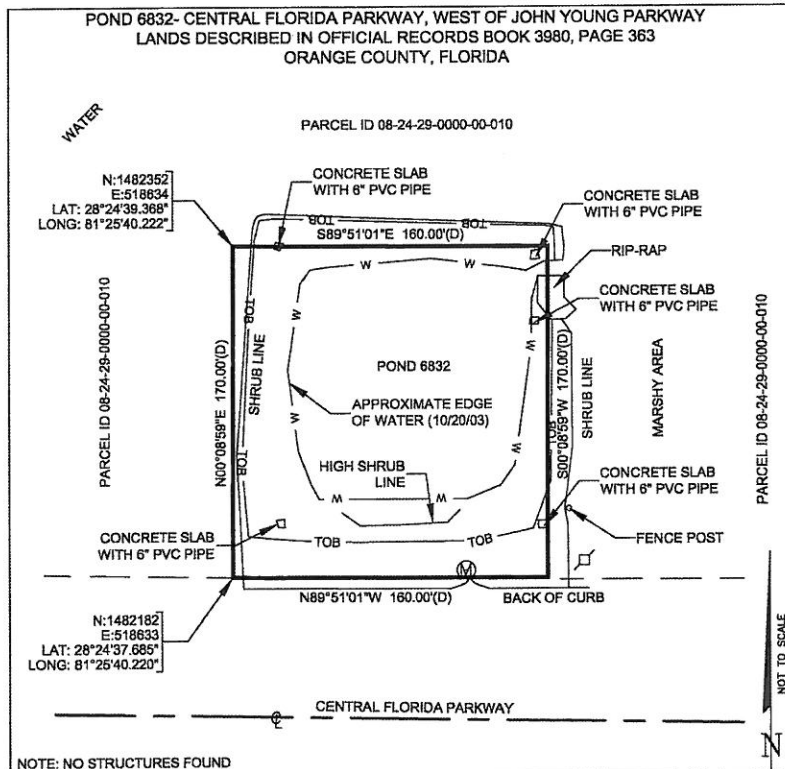 POND 6832- CENTRAL FLORIDA PARKWAY, WEST OF JOHN YOUNG PARKWAY
LANDS DESCRIBED IN OFFICIAL RECORDS BOOK 3980, PAGE 363
ORANGE COUNTY, FLORIDA
WATER
PARCEL ID 08-24-29-0000-00-010
N:1482352
E:518634
LAT: 28°24'39.368"
LONG: 81°25'40.222"
CONCRETE SLAB
WITH 6" PVC PIPE
CONCRETE SLAB
WITH 6" PVC PIPE
TOB
TOB
S89°51'01"E 160.00'(D)
RIP-RAP
W
W
CONCRETE SLAB
WITH 6" PVC PIPE
TOB
W
W
PARCEL ID 08-24-29-0000-00-010
N00°08'59"E 170.00'(D)
SHRUB LINE
POND 6832
S00°08'59"W 170.00'(D)
SHRUB LINE
MARSHY AREA
PARCEL ID 08-24-29-0000-00-010
APPROXIMATE EDGE
OF WATER (10/20/03)
W
W
TOB
TOB
HIGH SHRUB
LINE
W
W
CONCRETE SLAB
WITH 6" PVC PIPE
CONCRETE SLAB
WITH 6" PVC PIPE
TOB
TOB
FENCE POST
M
N89°51'01"W 160.00'(D)
BACK OF CURB
N:1482182
E:518633
LAT: 28°24'37.685"
LONG: 81°25'40.220"
NOT TO SCALE
CENTRAL FLORIDA PARKWAY
N
NOTE: NO STRUCTURES FOUND